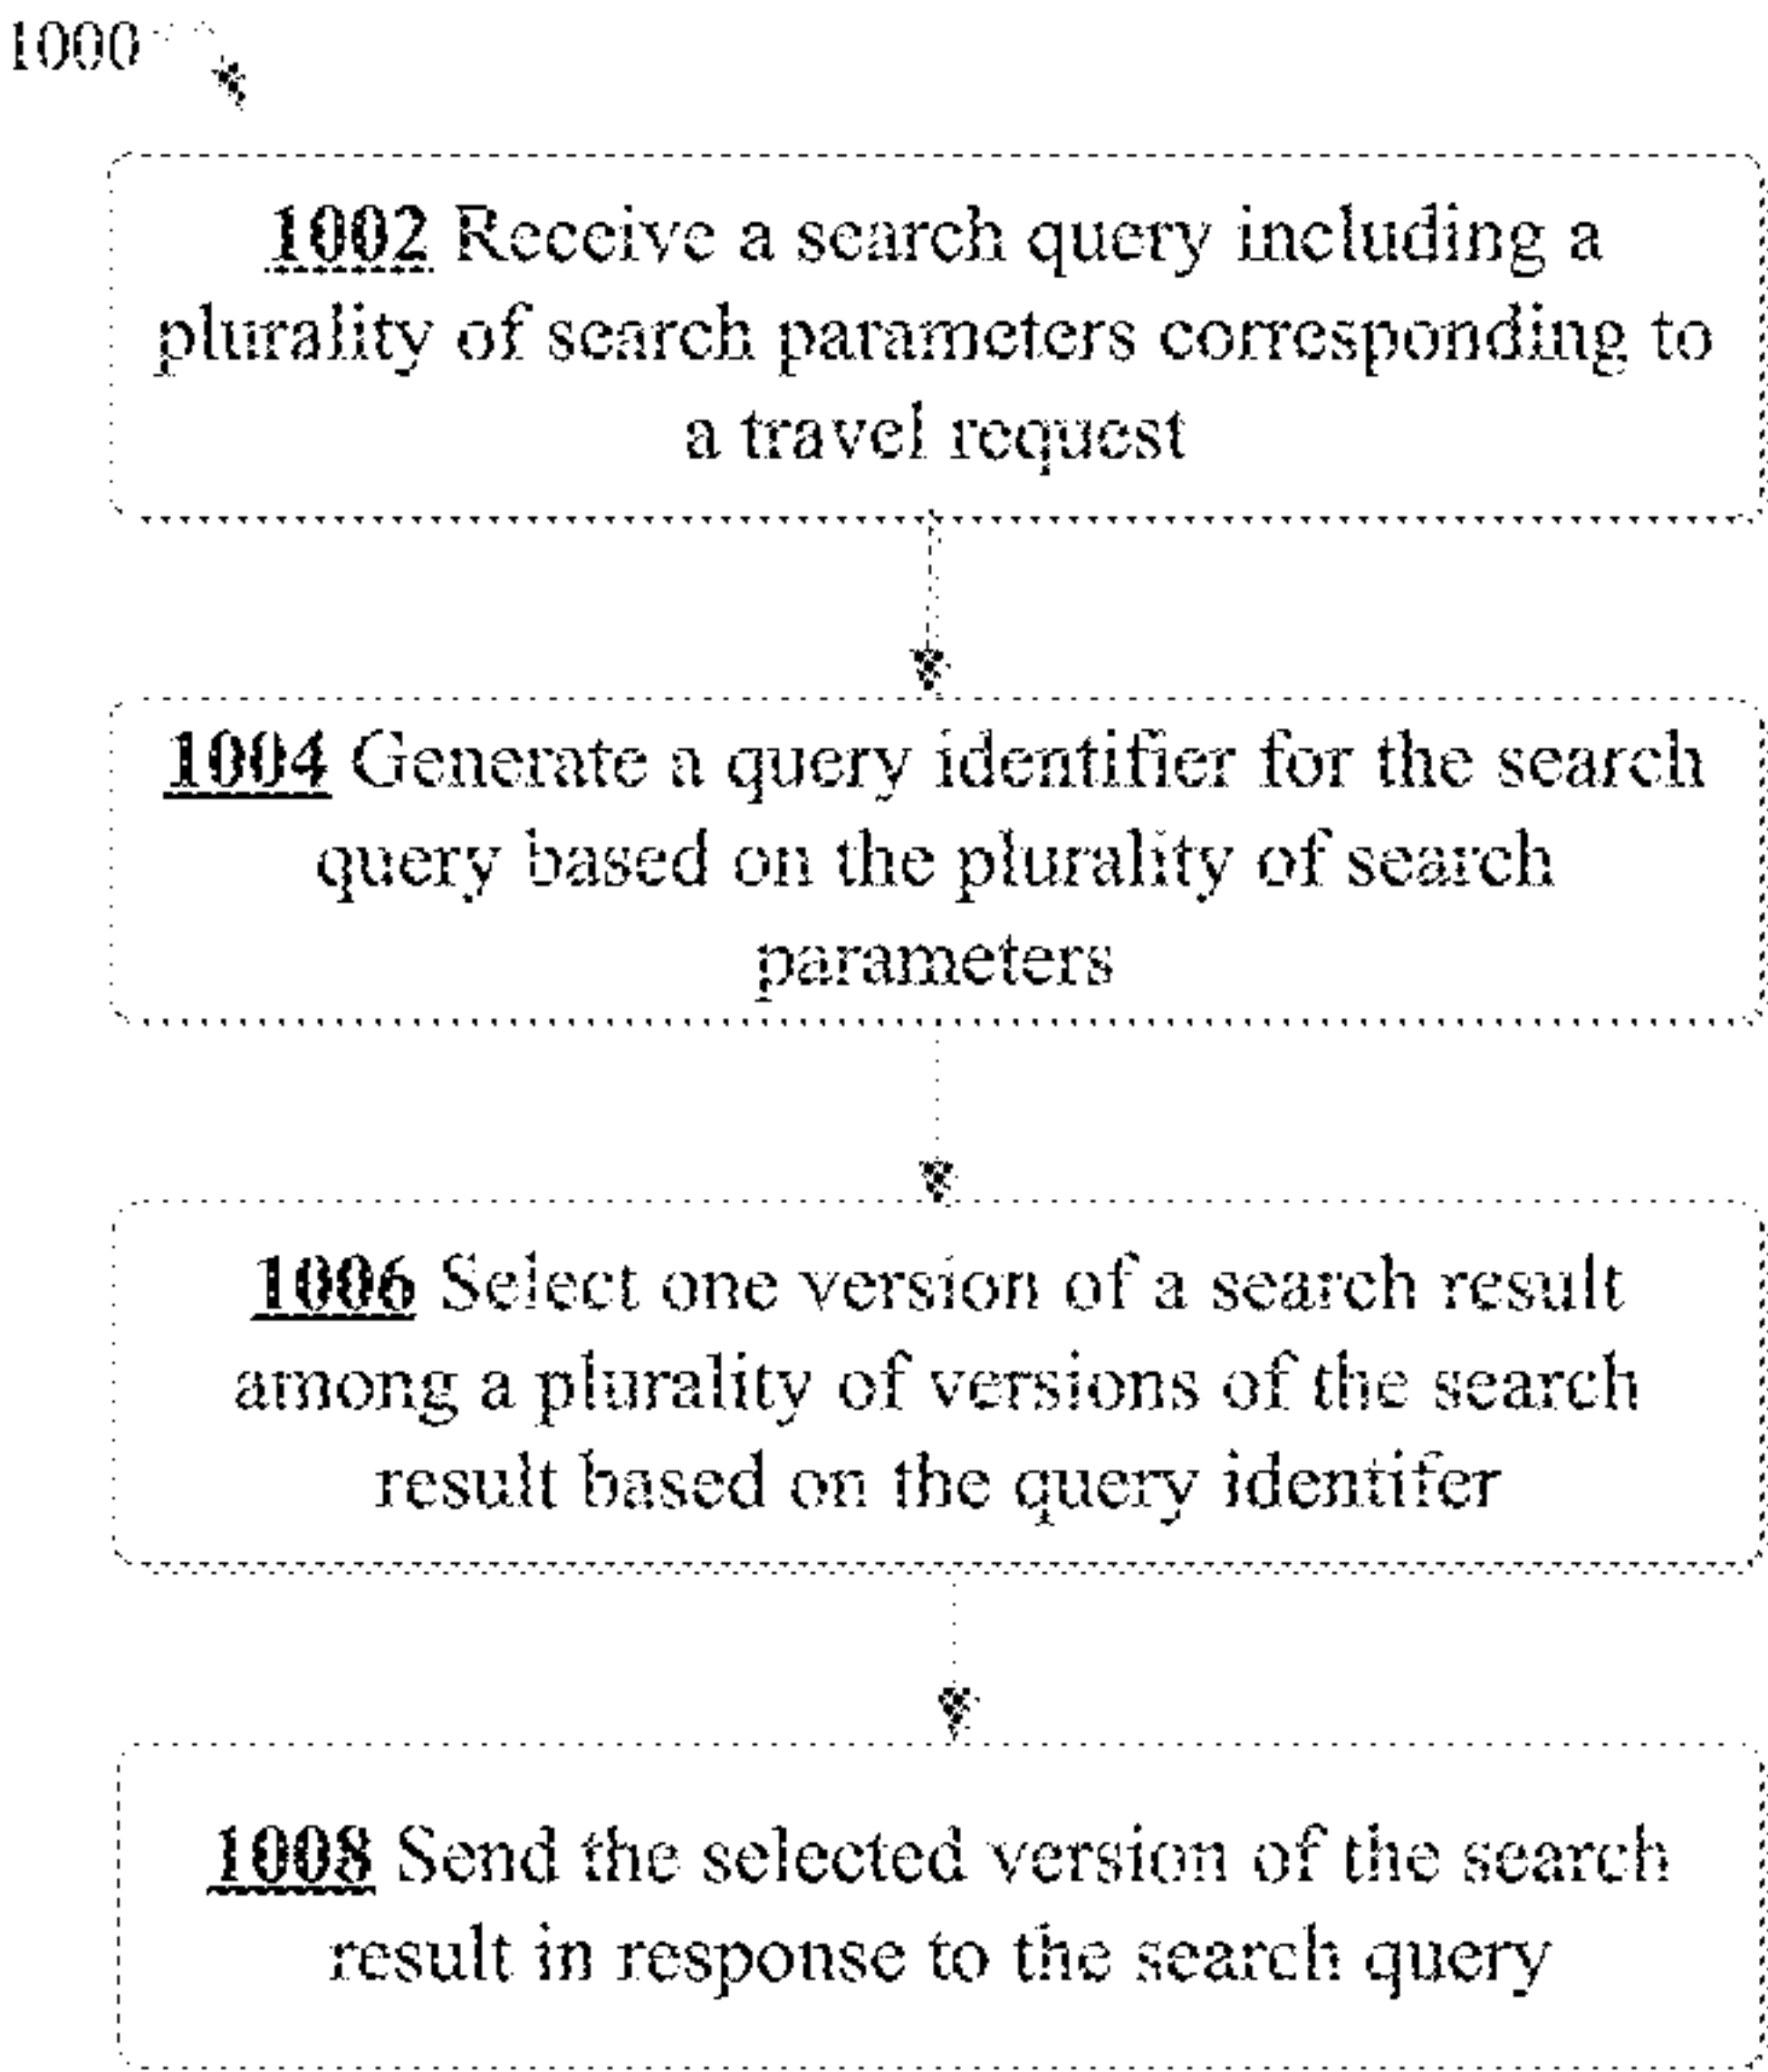 1000
1002 Receive a search query including a
plurality of search parameters corresponding to
a travel request
1004 Generate a query identifier for the search
query based on the plurality of search
parameters
1006 Select one version of a search result
among a plurality of versions of the search
result based on the query identifer
1008 Send the selected version of the search
result in response to the search query